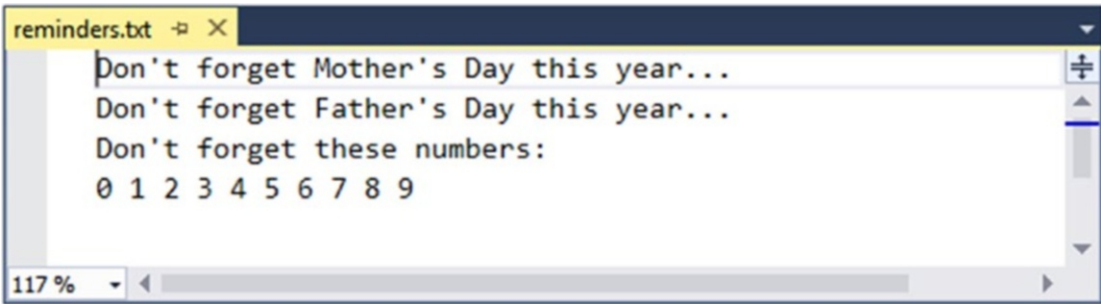 reminders.txt
Don't forget Mother's Day this year...
Don't forget Father's Day this year...
Don't forget these numbers:
0 1 2 3 4 5 6 7 8 9
117 %